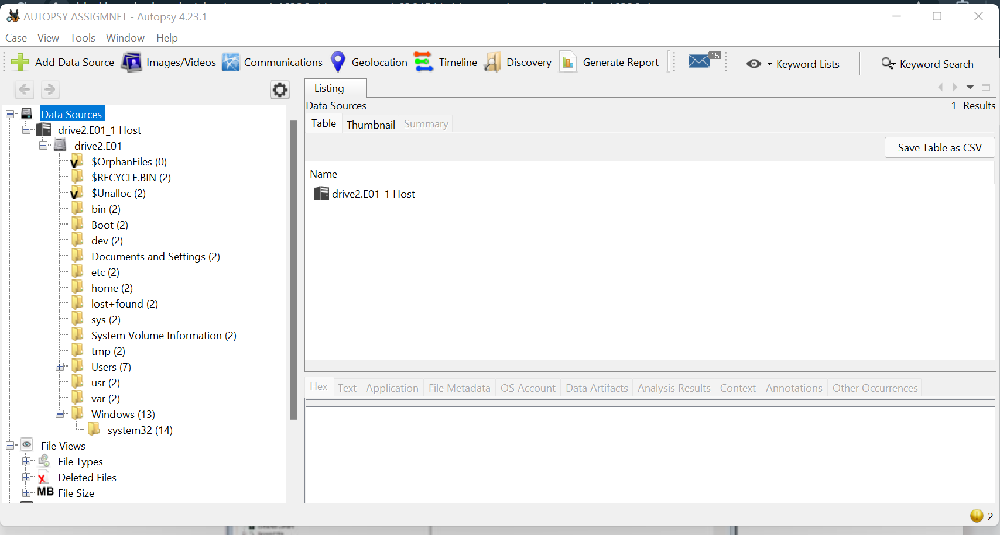 AUTOPSY ASSIGMNET - Autopsy 4.23.1
Case View Tools Window Help
Add Data Source Images/Videos Communications Geolocation Timeline Discovery Generate Report 15 Keyword Lists Keyword Search
Listing
Data Sources 1 Results
Table Thumbnail Summary
Save Table as CSV
Name
drive2.E01_1 Host
Data Sources
drive2.E01_1 Host
drive2.E01
$OrphanFiles (0)
$RECYCLE.BIN (2)
$Unalloc (2)
bin (2)
Boot (2)
dev (2)
Documents and Settings (2)
etc (2)
home (2)
lost+found (2)
sys (2)
System Volume Information (2)
tmp (2)
Users (7)
usr (2)
var (2)
Windows (13)
system32 (14)
File Views
File Types
Deleted Files
MB File Size
Hex Text Application File Metadata OS Account Data Artifacts Analysis Results Context Annotations Other Occurrences
2